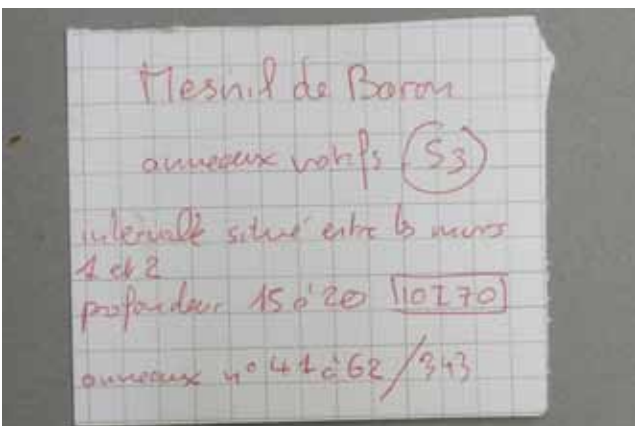 Mesnil de Baron
anneaux votifs S3
intervalle situé entre les murs
1 et 2
profondeur 15 à 20 10I70
anneaux n° 41 à 62/343